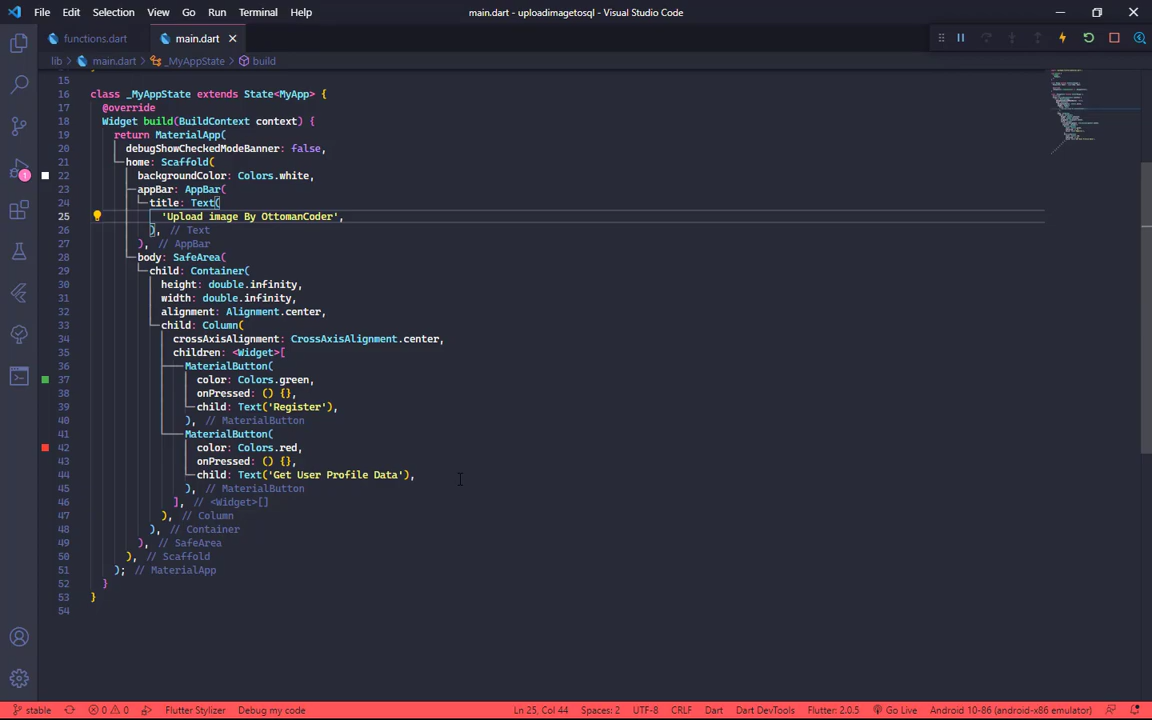 File Edit Selection View Go Run Terminal Help main.dart - uploadimagetosql - Visual Studio Code
functions.dart main.dart
lib > main.dart > _MyAppState > build
15
16 class _MyAppState extends State<MyApp> {
17 @override
18 Widget build(BuildContext context) {
19 return MaterialApp(
20 debugShowCheckedModeBanner: false,
21 home: Scaffold(
22 backgroundColor: Colors.white,
23 appBar: AppBar(
24 title: Text(
25 'Upload image By OttomanCoder',
26 ), // Text
27 ), // AppBar
28 body: SafeArea(
29 child: Container(
30 height: double.infinity,
31 width: double.infinity,
32 alignment: Alignment.center,
33 child: Column(
34 crossAxisAlignment: CrossAxisAlignment.center,
35 children: <Widget>[
36 MaterialButton(
37 color: Colors.green,
38 onPressed: () {},
39 child: Text('Register'),
40 ), // MaterialButton
41 MaterialButton(
42 color: Colors.red,
43 onPressed: () {},
44 child: Text('Get User Profile Data'),
45 ), // MaterialButton
46 ], // <Widget>[]
47 ), // Column
48 ), // Container
49 ), // SafeArea
50 ), // Scaffold
51 ); // MaterialApp
52 }
53 }
54
1
stable 0 0 Flutter Stylizer Debug my code Ln 25, Col 44 Spaces: 2 UTF-8 CRLF Dart Dart DevTools Flutter: 2.0.5 Go Live Android 10-86 (android-x86 emulator)